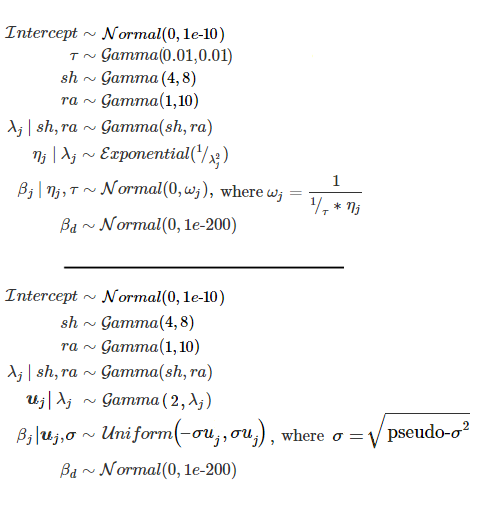 Intercept ∼ Normal(0, 1e-10)
τ ∼ Gamma(0.01,0.01)
sh ∼ Gamma (4,8)
ra ∼ Gamma(1,10)
λ_j | sh, ra ∼ Gamma(sh, ra)
η_j | λ_j ∼ Exponential(1/λ_j^2)
β_j | η_j, τ ∼ Normal(0, ω_j), where ω_j = 1 / (1/τ * η_j)
β_d ∼ Normal(0, 1e-200)
Intercept ∼ Normal(0, 1e-10)
sh ∼ Gamma(4,8)
ra ∼ Gamma(1,10)
λ_j | sh, ra ∼ Gamma(sh, ra)
u_j | λ_j ∼ Gamma ( 2, λ_j)
β_j|u_j,σ ∼ Uniform(−σu_j, σu_j) , where σ = √(pseudo-σ^2)
β_d ∼ Normal(0, 1e-200)